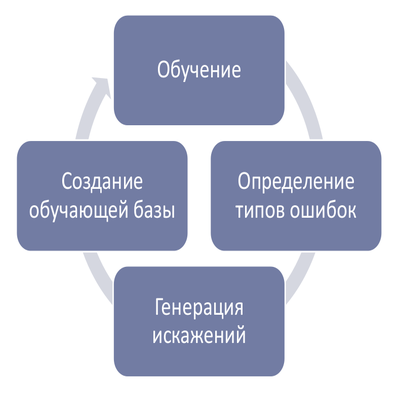 Обучение
Определение
типов ошибок
Генерация
искажений
Создание
обучающей базы